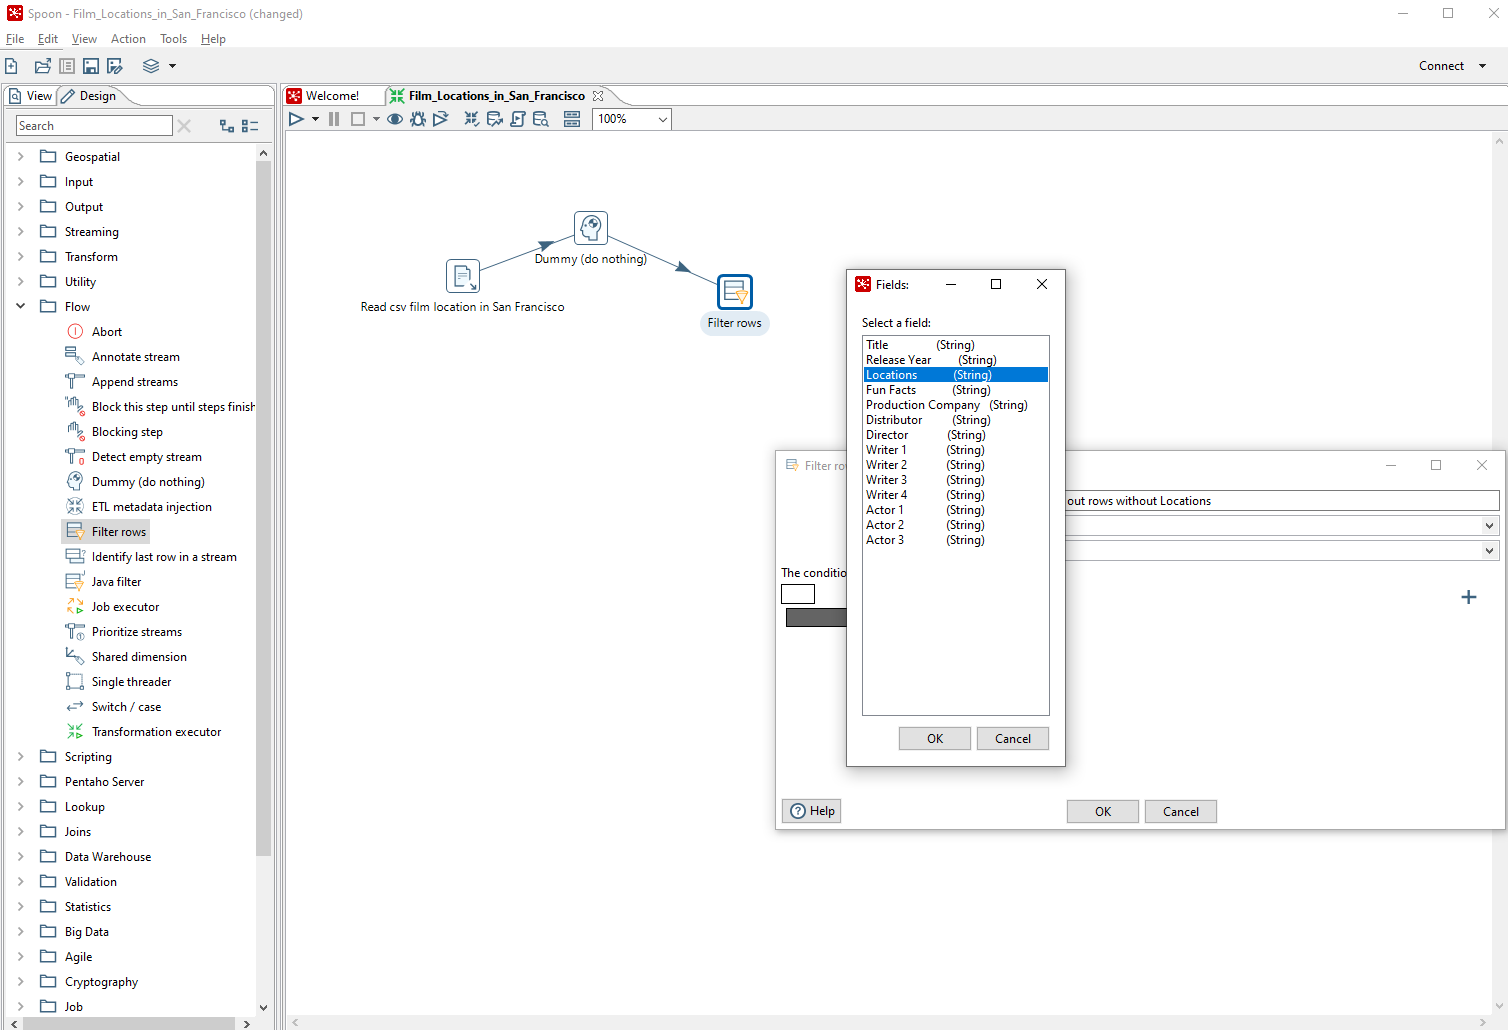 Spoon - Film_Locations_in_San_Francisco (changed)
File Edit View Action Tools Help
Connect
View Design
Welcome! Film_Locations_in_San_Francisco
Search
100%
Geospatial
Input
Output
Streaming
Transform
Utility
Flow
Abort
Annotate stream
Append streams
Block this step until steps finish
Blocking step
Detect empty stream
Dummy (do nothing)
ETL metadata injection
Filter rows
Identify last row in a stream
Java filter
Job executor
Prioritize streams
Shared dimension
Single threader
Switch / case
Transformation executor
Scripting
Pentaho Server
Lookup
Joins
Data Warehouse
Validation
Statistics
Big Data
Agile
Cryptography
Job
Dummy (do nothing)
Read csv film location in San Francisco
Filter rows
Fields:
Select a field:
Title (String)
Release Year (String)
Locations (String)
Fun Facts (String)
Production Company (String)
Distributor (String)
Director (String)
Writer 1 (String)
Writer 2 (String)
Writer 3 (String)
Writer 4 (String)
Actor 1 (String)
Actor 2 (String)
Actor 3 (String)
OK Cancel
Filter ro
out rows without Locations
The conditio
Help
OK Cancel